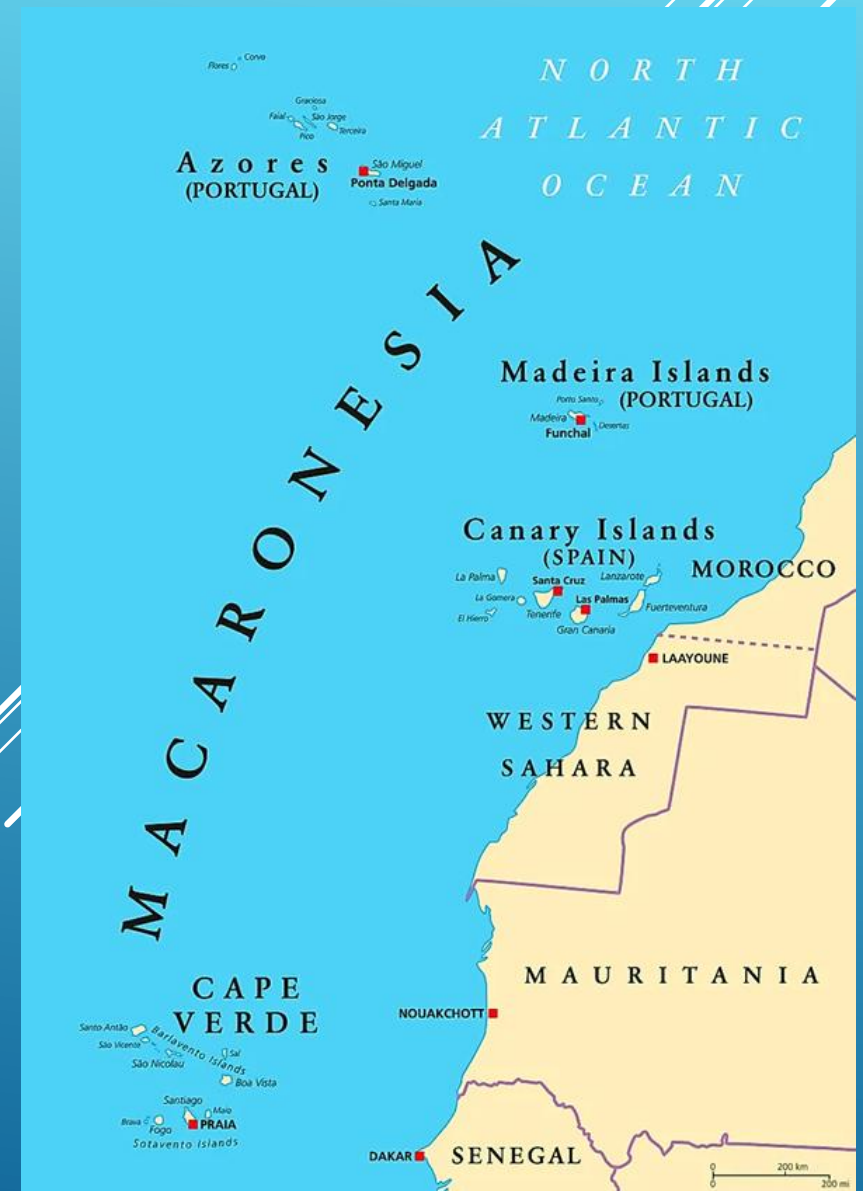 Corvo
Flores
NORTH
ATLANTIC
OCEAN
Graciosa
Faial
São Jorge
Terceira
Pico
Azores
(PORTUGAL)
São Miguel
Ponta Delgada
Santa Maria
MACARONESIA
Madeira Islands
(PORTUGAL)
Porto Santo
Madeira
Desertas
Funchal
Canary Islands
(SPAIN)
MOROCCO
La Palma
Santa Cruz
Lanzarote
La Gomera
Las Palmas
Fuerteventura
El Hierro
Tenerife
Gran Canaria
LAAYOUNE
WESTERN
SAHARA
MAURITANIA
CAPE
VERDE
NOUAKCHOTT
Santo Antão
Barlavento Islands
São Vicente
São Nicolau
Sal
Boa Vista
Santiago
Maio
Brava
Fogo
PRAIA
Sotavento Islands
DAKAR
SENEGAL
0 200 km
0 200 mi